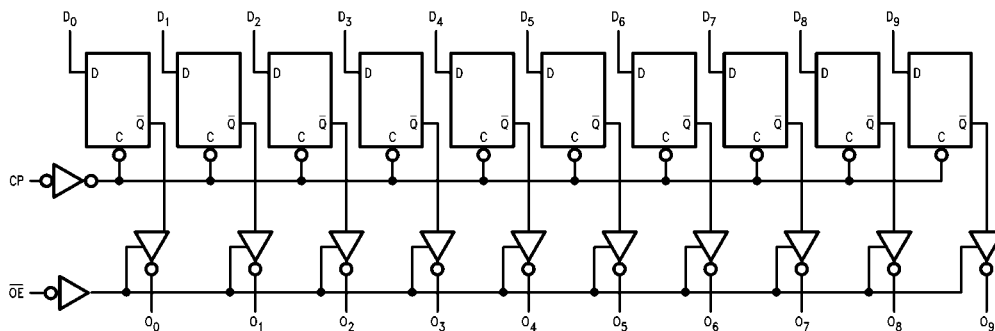 D0 D1 D2 D3 D4 D5 D6 D7 D8 D9
D D D D D D D D D D
Q̅ Q̅ Q̅ Q̅ Q̅ Q̅ Q̅ Q̅ Q̅ Q̅
C C C C C C C C C C
CP
O̅E̅
O0 O1 O2 O3 O4 O5 O6 O7 O8 O9